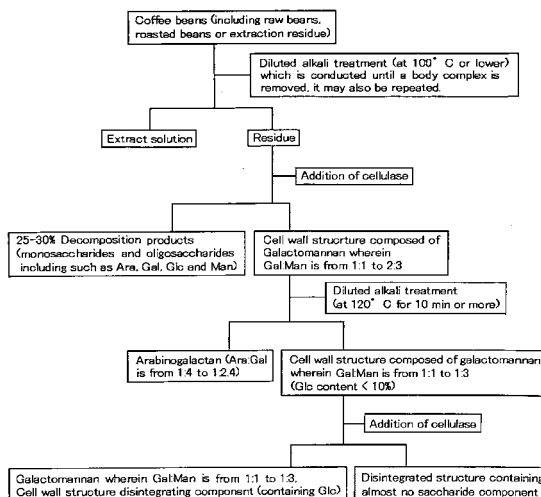 Coffee beans (including raw beans,
roasted beans or extraction residue)
Diluted alkali treatment (at 100° C or lower)
which is conducted until a body complex is
removed, it may also be repeated.
Extract solution
Residue
Addition of cellulase
25-30% Decomposition products
(monosaccharides and oligosaccharides
including such as Ara, Gal, Glc and Man)
Cell wall strucrture composed of
Galactomannan wherein
Gal:Man is from 1:1 to 2:3
Diluted alkali treatment
(at 120° C for 10 min or more)
Arabinogalactan (Ara:Gal
is from 1:4 to 1:2.4)
Cell wall structure composed of galactomannan
wherein Gal:Man is from 1:1 to 1:3
(Glc content < 10%)
Addition of cellulase
Galactomannan wherein Gal:Man is from 1:1 to 1:3.
Cell wall structure disintegrating component (containing Glc)
Disintegrated structure containing
almost no saccharide component